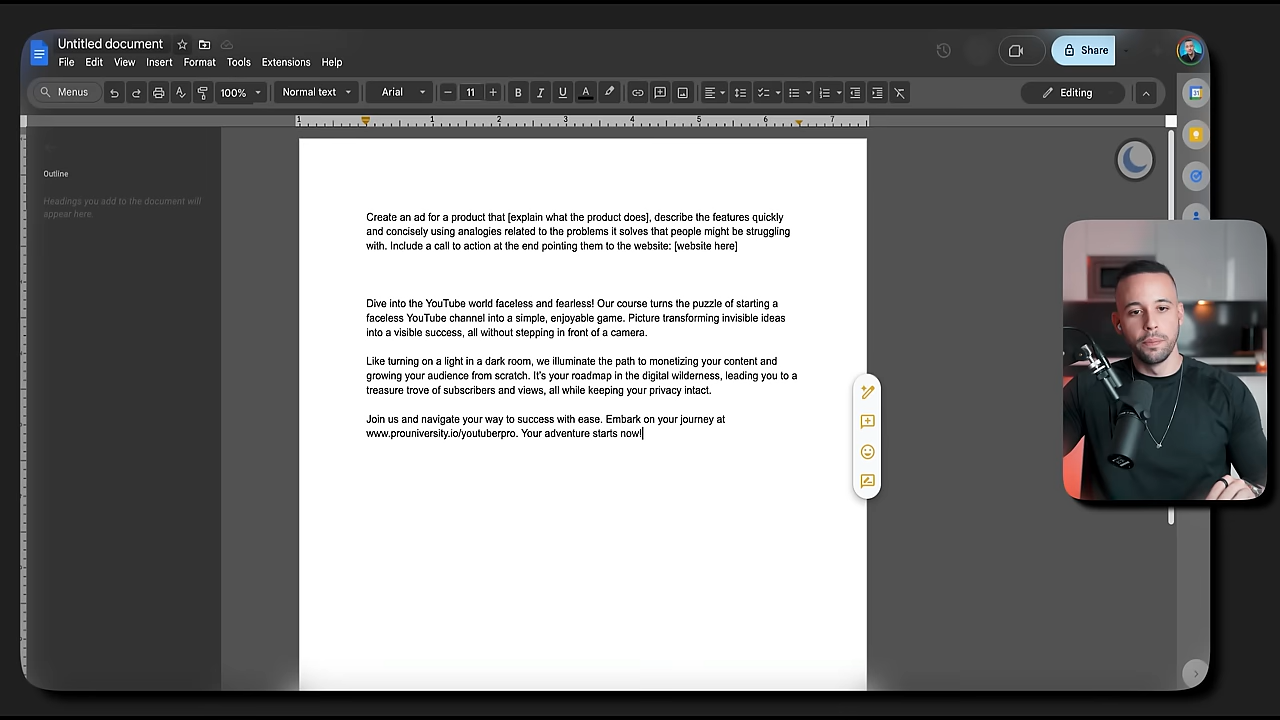 Untitled document
File Edit View Insert Format Tools Extensions Help
Share
Menus
100%
Normal text
Arial
11
B I U A
Editing
1 1 2 3 4 5 6 7
Outline
Headings you add to the document will
appear here.
Create an ad for a product that [explain what the product does], describe the features quickly
and concisely using analogies related to the problems it solves that people might be struggling
with. Include a call to action at the end pointing them to the website: [website here]
Dive into the YouTube world faceless and fearless! Our course turns the puzzle of starting a
faceless YouTube channel into a simple, enjoyable game. Picture transforming invisible ideas
into a visible success, all without stepping in front of a camera.
Like turning on a light in a dark room, we illuminate the path to monetizing your content and
growing your audience from scratch. It's your roadmap in the digital wilderness, leading you to a
treasure trove of subscribers and views, all while keeping your privacy intact.
Join us and navigate your way to success with ease. Embark on your journey at
www.prouniversity.io/youtuberpro. Your adventure starts now!